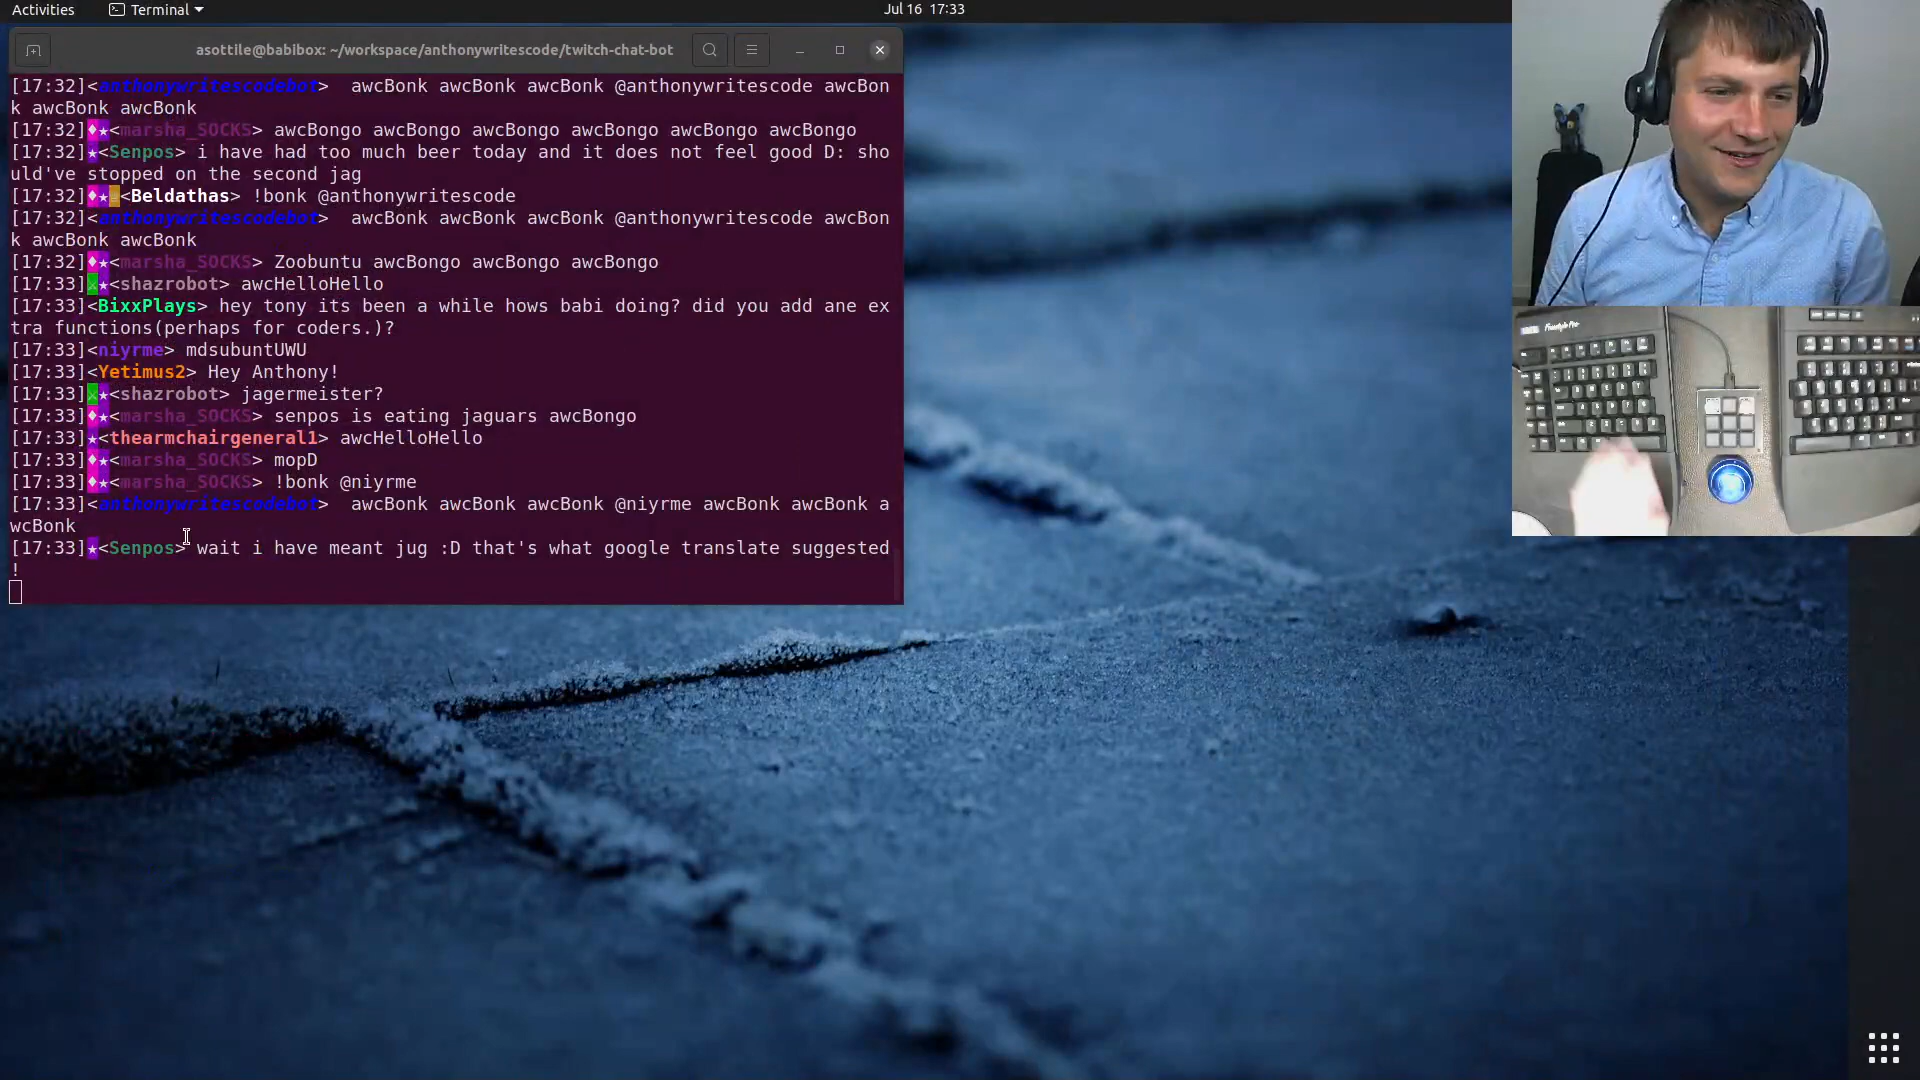 Activities Terminal Jul 16 17:33
asottile@babibox: ~/workspace/anthonywritescode/twitch-chat-bot
[17:32]<anthonywritescodebot> awcBonk awcBonk awcBonk @anthonywritescode awcBon
k awcBonk awcBonk
[17:32]♦★<marsha_SOCKS> awcBongo awcBongo awcBongo awcBongo awcBongo awcBongo
[17:32]★<Senpos> i have had too much beer today and it does not feel good D: sho
uld've stopped on the second jag
[17:32]♦★<Beldathas> !bonk @anthonywritescode
[17:32]<anthonywritescodebot> awcBonk awcBonk awcBonk @anthonywritescode awcBon
k awcBonk awcBonk
[17:32]♦★<marsha_SOCKS> Zoobuntu awcBongo awcBongo awcBongo
[17:33]⚔★<shazrobot> awcHelloHello
[17:33]<BixxPlays> hey tony its been a while hows babi doing? did you add ane ex
tra functions(perhaps for coders.)?
[17:33]<niyrme> mdsubuntUWU
[17:33]<Yetimus2> Hey Anthony!
[17:33]⚔★<shazrobot> jagermeister?
[17:33]♦★<marsha_SOCKS> senpos is eating jaguars awcBongo
[17:33]★<thearmchairgeneral1> awcHelloHello
[17:33]♦★<marsha_SOCKS> mopD
[17:33]♦★<marsha_SOCKS> !bonk @niyrme
[17:33]<anthonywritescodebot> awcBonk awcBonk awcBonk @niyrme awcBonk awcBonk a
wcBonk
[17:33]★<Senpos> wait i have meant jug :D that's what google translate suggested
!
Freestyle Pro